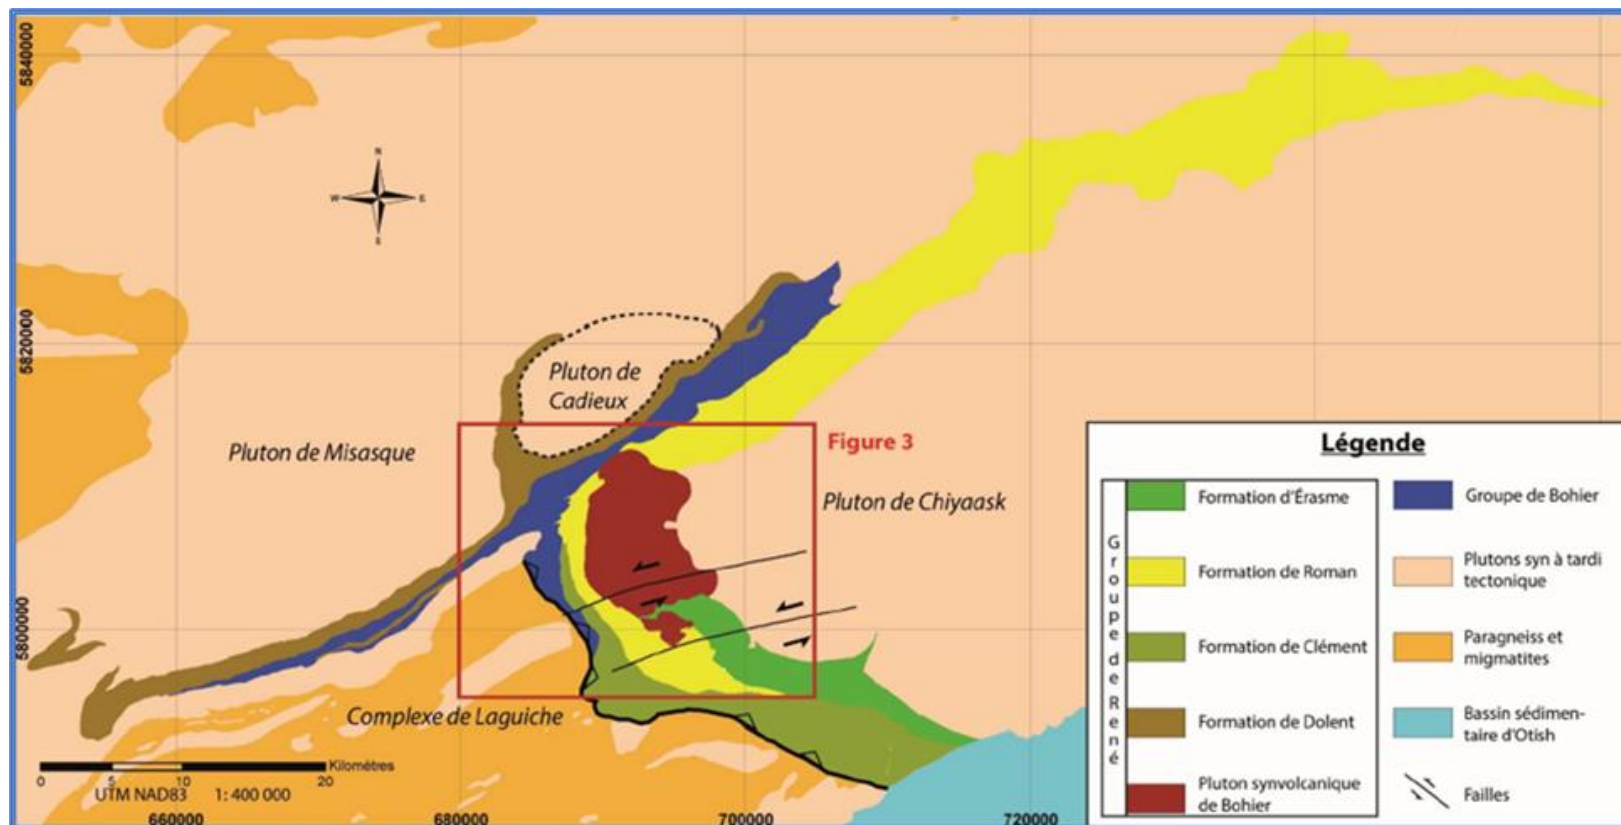 5840000
5820000
5800000
N
W
E
S
Pluton de
Cadieux
Pluton de Misasque
Figure 3
Pluton de Chiyaask
Complexe de Laguiche
Kilomètres
0
5
10
20
UTM NAD83 1: 400 000
660000
680000
700000
720000
Légende
Groupe de René
Formation d'Érasme
Formation de Roman
Formation de Clément
Formation de Dolent
Pluton synvolcanique
de Bohier
Groupe de Bohier
Plutons syn à tardi
tectonique
Paragneiss et
migmatites
Bassin sédimen-
taire d'Otish
Failles